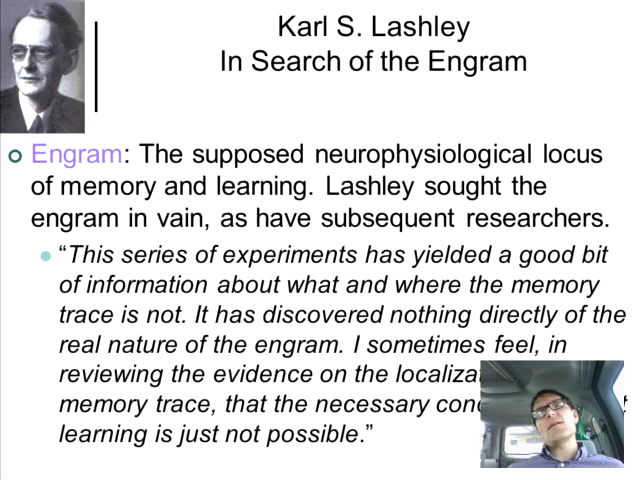 Karl S. Lashley
In Search of the Engram
Engram: The supposed neurophysiological locus
of memory and learning. Lashley sought the
engram in vain, as have subsequent researchers.
“This series of experiments has yielded a good bit
of information about what and where the memory
trace is not. It has discovered nothing directly of the
real nature of the engram. I sometimes feel, in
reviewing the evidence on the
memory trace, that the necessary
learning is just not possible.”